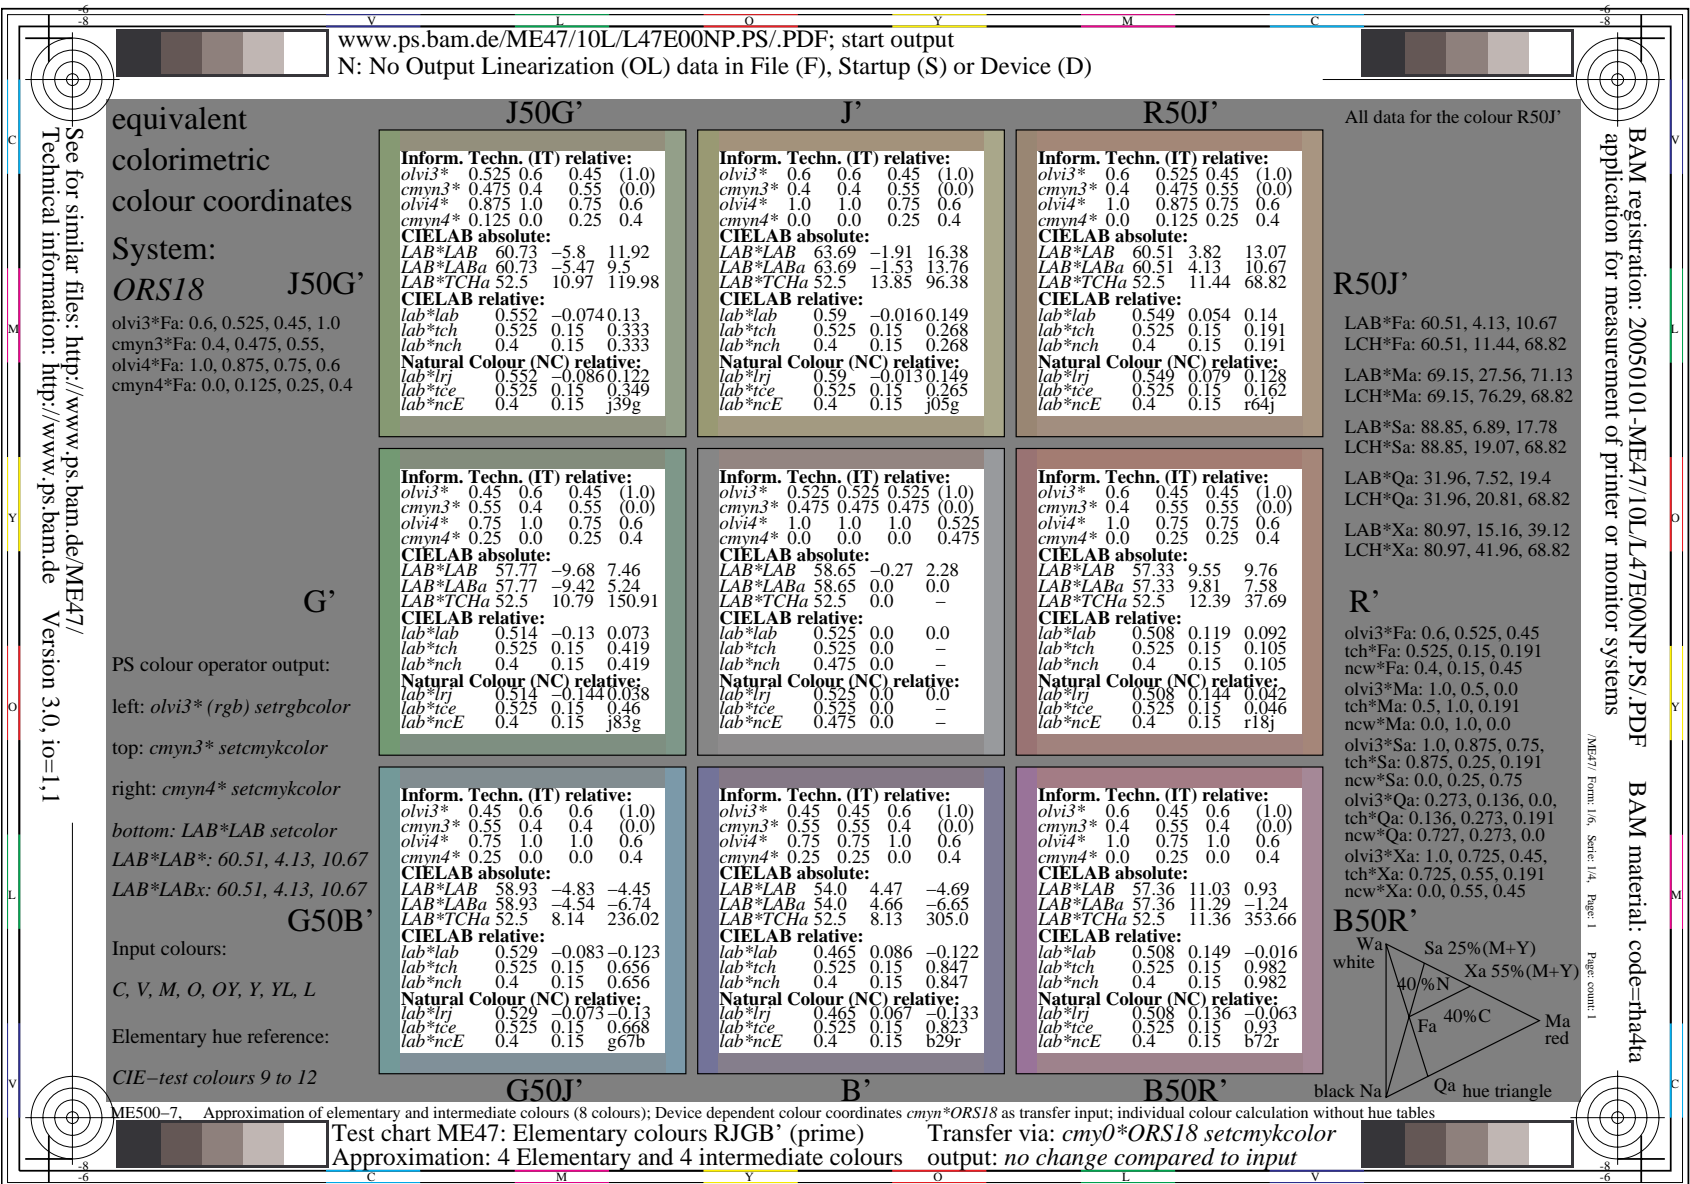 -6
-8
-6
-8
V L O Y M C
www.ps.bam.de/ME47/10L/L47E00NP.PS/.PDF; start output
N: No Output Linearization (OL) data in File (F), Startup (S) or Device (D)
See for similar files: http://www.ps.bam.de/ME47/
Technical information: http://www.ps.bam.de Version 3.0, io=1,1
C M Y O L V
equivalent
colorimetric
colour coordinates
System:
ORS18
J50G’
olvi3*Fa: 0.6, 0.525, 0.45, 1.0
cmyn3*Fa: 0.4, 0.475, 0.55,
olvi4*Fa: 1.0, 0.875, 0.75, 0.6
cmyn4*Fa: 0.0, 0.125, 0.25, 0.4
G’
PS colour operator output:
left: olvi3* (rgb) setrgbcolor
top: cmyn3* setcmykcolor
right: cmyn4* setcmykcolor
bottom: LAB*LAB setcolor
LAB*LAB*: 60.51, 4.13, 10.67
LAB*LABx: 60.51, 4.13, 10.67
G50B’
Input colours:
C, V, M, O, OY, Y, YL, L
Elementary hue reference:
CIE−test colours 9 to 12
J50G’
Inform. Techn. (IT) relative:
olvi3* 0.525 0.6 0.45 (1.0)
cmyn3* 0.475 0.4 0.55 (0.0)
olvi4* 0.875 1.0 0.75 0.6
cmyn4* 0.125 0.0 0.25 0.4
CIELAB absolute:
LAB*LAB 60.73 −5.8 11.92
LAB*LABa 60.73 −5.47 9.5
LAB*TCHa 52.5 10.97 119.98
CIELAB relative:
lab*lab 0.552 −0.074 0.13
lab*tch 0.525 0.15 0.333
lab*nch 0.4 0.15 0.333
Natural Colour (NC) relative:
lab*lrj 0.552 −0.086 0.122
lab*tce 0.525 0.15 0.349
lab*ncE 0.4 0.15 j39g
J’
Inform. Techn. (IT) relative:
olvi3* 0.6 0.6 0.45 (1.0)
cmyn3* 0.4 0.4 0.55 (0.0)
olvi4* 1.0 1.0 0.75 0.6
cmyn4* 0.0 0.0 0.25 0.4
CIELAB absolute:
LAB*LAB 63.69 −1.91 16.38
LAB*LABa 63.69 −1.53 13.76
LAB*TCHa 52.5 13.85 96.38
CIELAB relative:
lab*lab 0.59 −0.016 0.149
lab*tch 0.525 0.15 0.268
lab*nch 0.4 0.15 0.268
Natural Colour (NC) relative:
lab*lrj 0.59 −0.013 0.149
lab*tce 0.525 0.15 0.265
lab*ncE 0.4 0.15 j05g
R50J’
Inform. Techn. (IT) relative:
olvi3* 0.6 0.525 0.45 (1.0)
cmyn3* 0.4 0.475 0.55 (0.0)
olvi4* 1.0 0.875 0.75 0.6
cmyn4* 0.0 0.125 0.25 0.4
CIELAB absolute:
LAB*LAB 60.51 3.82 13.07
LAB*LABa 60.51 4.13 10.67
LAB*TCHa 52.5 11.44 68.82
CIELAB relative:
lab*lab 0.549 0.054 0.14
lab*tch 0.525 0.15 0.191
lab*nch 0.4 0.15 0.191
Natural Colour (NC) relative:
lab*lrj 0.549 0.079 0.128
lab*tce 0.525 0.15 0.162
lab*ncE 0.4 0.15 r64j
Inform. Techn. (IT) relative:
olvi3* 0.45 0.6 0.45 (1.0)
cmyn3* 0.55 0.4 0.55 (0.0)
olvi4* 0.75 1.0 0.75 0.6
cmyn4* 0.25 0.0 0.25 0.4
CIELAB absolute:
LAB*LAB 57.77 −9.68 7.46
LAB*LABa 57.77 −9.42 5.24
LAB*TCHa 52.5 10.79 150.91
CIELAB relative:
lab*lab 0.514 −0.13 0.073
lab*tch 0.525 0.15 0.419
lab*nch 0.4 0.15 0.419
Natural Colour (NC) relative:
lab*lrj 0.514 −0.144 0.038
lab*tce 0.525 0.15 0.46
lab*ncE 0.4 0.15 j83g
Inform. Techn. (IT) relative:
olvi3* 0.525 0.525 0.525 (1.0)
cmyn3* 0.475 0.475 0.475 (0.0)
olvi4* 1.0 1.0 1.0 0.525
cmyn4* 0.0 0.0 0.0 0.475
CIELAB absolute:
LAB*LAB 58.65 −0.27 2.28
LAB*LABa 58.65 0.0 0.0
LAB*TCHa 52.5 0.0 −
CIELAB relative:
lab*lab 0.525 0.0 0.0
lab*tch 0.525 0.0 −
lab*nch 0.475 0.0 −
Natural Colour (NC) relative:
lab*lrj 0.525 0.0 0.0
lab*tce 0.525 0.0 −
lab*ncE 0.475 0.0 −
Inform. Techn. (IT) relative:
olvi3* 0.6 0.45 0.45 (1.0)
cmyn3* 0.4 0.55 0.55 (0.0)
olvi4* 1.0 0.75 0.75 0.6
cmyn4* 0.0 0.25 0.25 0.4
CIELAB absolute:
LAB*LAB 57.33 9.55 9.76
LAB*LABa 57.33 9.81 7.58
LAB*TCHa 52.5 12.39 37.69
CIELAB relative:
lab*lab 0.508 0.119 0.092
lab*tch 0.525 0.15 0.105
lab*nch 0.4 0.15 0.105
Natural Colour (NC) relative:
lab*lrj 0.508 0.144 0.042
lab*tce 0.525 0.15 0.046
lab*ncE 0.4 0.15 r18j
Inform. Techn. (IT) relative:
olvi3* 0.45 0.6 0.6 (1.0)
cmyn3* 0.55 0.4 0.4 (0.0)
olvi4* 0.75 1.0 1.0 0.6
cmyn4* 0.25 0.0 0.0 0.4
CIELAB absolute:
LAB*LAB 58.93 −4.83 −4.45
LAB*LABa 58.93 −4.54 −6.74
LAB*TCHa 52.5 8.14 236.02
CIELAB relative:
lab*lab 0.529 −0.083 −0.123
lab*tch 0.525 0.15 0.656
lab*nch 0.4 0.15 0.656
Natural Colour (NC) relative:
lab*lrj 0.529 −0.073 −0.13
lab*tce 0.525 0.15 0.668
lab*ncE 0.4 0.15 g67b
G50J’
Inform. Techn. (IT) relative:
olvi3* 0.45 0.45 0.6 (1.0)
cmyn3* 0.55 0.55 0.4 (0.0)
olvi4* 0.75 0.75 1.0 0.6
cmyn4* 0.25 0.25 0.0 0.4
CIELAB absolute:
LAB*LAB 54.0 4.47 −4.69
LAB*LABa 54.0 4.66 −6.65
LAB*TCHa 52.5 8.13 305.0
CIELAB relative:
lab*lab 0.465 0.086 −0.122
lab*tch 0.525 0.15 0.847
lab*nch 0.4 0.15 0.847
Natural Colour (NC) relative:
lab*lrj 0.465 0.067 −0.133
lab*tce 0.525 0.15 0.823
lab*ncE 0.4 0.15 b29r
B’
Inform. Techn. (IT) relative:
olvi3* 0.6 0.45 0.6 (1.0)
cmyn3* 0.4 0.55 0.4 (0.0)
olvi4* 1.0 0.75 1.0 0.6
cmyn4* 0.0 0.25 0.0 0.4
CIELAB absolute:
LAB*LAB 57.36 11.03 0.93
LAB*LABa 57.36 11.29 −1.24
LAB*TCHa 52.5 11.36 353.66
CIELAB relative:
lab*lab 0.508 0.149 −0.016
lab*tch 0.525 0.15 0.982
lab*nch 0.4 0.15 0.982
Natural Colour (NC) relative:
lab*lrj 0.508 0.136 −0.063
lab*tce 0.525 0.15 0.93
lab*ncE 0.4 0.15 b72r
B50R’
All data for the colour R50J’
R50J’
LAB*Fa: 60.51, 4.13, 10.67
LCH*Fa: 60.51, 11.44, 68.82
LAB*Ma: 69.15, 27.56, 71.13
LCH*Ma: 69.15, 76.29, 68.82
LAB*Sa: 88.85, 6.89, 17.78
LCH*Sa: 88.85, 19.07, 68.82
LAB*Qa: 31.96, 7.52, 19.4
LCH*Qa: 31.96, 20.81, 68.82
LAB*Xa: 80.97, 15.16, 39.12
LCH*Xa: 80.97, 41.96, 68.82
R’
olvi3*Fa: 0.6, 0.525, 0.45
tch*Fa: 0.525, 0.15, 0.191
ncw*Fa: 0.4, 0.15, 0.45
olvi3*Ma: 1.0, 0.5, 0.0
tch*Ma: 0.5, 1.0, 0.191
ncw*Ma: 0.0, 1.0, 0.0
olvi3*Sa: 1.0, 0.875, 0.75,
tch*Sa: 0.875, 0.25, 0.191
ncw*Sa: 0.0, 0.25, 0.75
olvi3*Qa: 0.273, 0.136, 0.0,
tch*Qa: 0.136, 0.273, 0.191
ncw*Qa: 0.727, 0.273, 0.0
olvi3*Xa: 1.0, 0.725, 0.45,
tch*Xa: 0.725, 0.55, 0.191
ncw*Xa: 0.0, 0.55, 0.45
B50R’
Wa
white
Sa 25%(M+Y)
Xa 55%(M+Y)
40 %N
40%C
Fa
Ma
red
black Na
Qa
hue triangle
BAM registration: 20050101-ME47/10L/L47E00NP.PS/.PDF BAM material: code=rha4ta
application for measurement of printer or monitor systems
/ME47/ Form: 1/6, Serie: 1/4, Page: 1 Page: count: 1
V L O Y M C
ME500−7, Approximation of elementary and intermediate colours (8 colours); Device dependent colour coordinates cmyn*ORS18 as transfer input; individual colour calculation without hue tables
Test chart ME47: Elementary colours RJGB’ (prime)
Approximation: 4 Elementary and 4 intermediate colours
Transfer via: cmy0*ORS18 setcmykcolor
output: no change compared to input
C M Y O L V
-8
-6
-8
-6